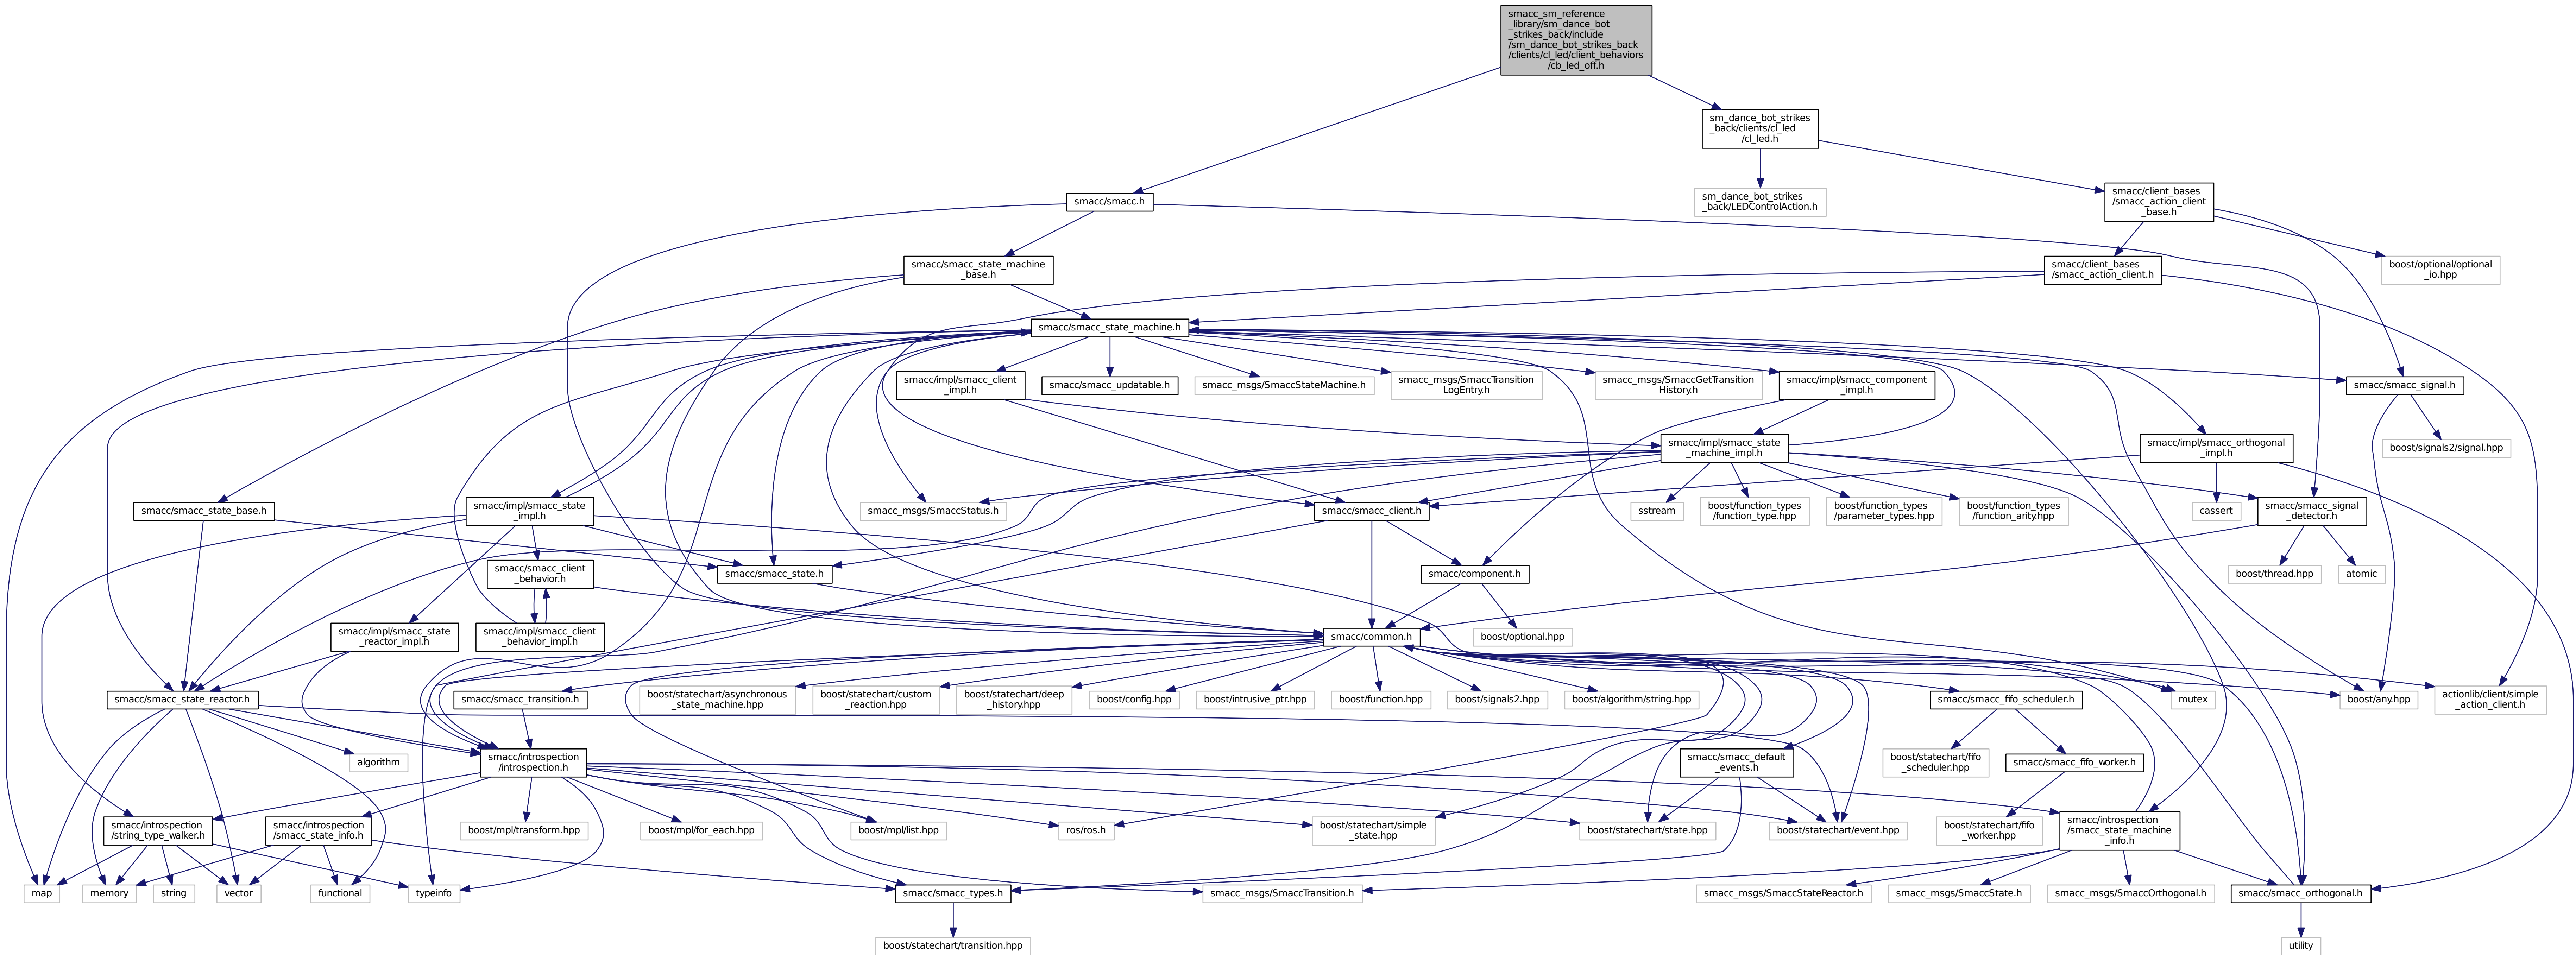 smacc_sm_reference
_library/sm_dance_bot
_strikes_back/include
/sm_dance_bot_strikes_back
/clients/cl_led/client_behaviors
/cb_led_off.h
sm_dance_bot_strikes
_back/clients/cl_led
/cl_led.h
smacc/smacc.h
sm_dance_bot_strikes
_back/LEDControlAction.h
smacc/client_bases
/smacc_action_client
_base.h
smacc/smacc_state_machine
_base.h
smacc/client_bases
/smacc_action_client.h
boost/optional/optional
_io.hpp
smacc/smacc_state_machine.h
smacc/impl/smacc_client
_impl.h
smacc/smacc_updatable.h
smacc_msgs/SmaccStateMachine.h
smacc_msgs/SmaccTransition
LogEntry.h
smacc_msgs/SmaccGetTransition
History.h
smacc/impl/smacc_component
_impl.h
smacc/smacc_signal.h
smacc/impl/smacc_state
_machine_impl.h
smacc/impl/smacc_orthogonal
_impl.h
boost/signals2/signal.hpp
smacc/smacc_state_base.h
smacc/impl/smacc_state
_impl.h
smacc_msgs/SmaccStatus.h
smacc/smacc_client.h
sstream
boost/function_types
/function_type.hpp
boost/function_types
/parameter_types.hpp
boost/function_types
/function_arity.hpp
cassert
smacc/smacc_signal
_detector.h
smacc/smacc_client
_behavior.h
smacc/smacc_state.h
smacc/component.h
boost/thread.hpp
atomic
smacc/impl/smacc_state
_reactor_impl.h
smacc/impl/smacc_client
_behavior_impl.h
smacc/common.h
boost/optional.hpp
smacc/smacc_state_reactor.h
smacc/smacc_transition.h
boost/statechart/asynchronous
_state_machine.hpp
boost/statechart/custom
_reaction.hpp
boost/statechart/deep
_history.hpp
boost/config.hpp
boost/intrusive_ptr.hpp
boost/function.hpp
boost/signals2.hpp
boost/algorithm/string.hpp
smacc/smacc_fifo_scheduler.h
mutex
boost/any.hpp
actionlib/client/simple
_action_client.h
algorithm
smacc/introspection
/introspection.h
smacc/smacc_default
_events.h
boost/statechart/fifo
_scheduler.hpp
smacc/smacc_fifo_worker.h
smacc/introspection
/string_type_walker.h
smacc/introspection
/smacc_state_info.h
boost/mpl/transform.hpp
boost/mpl/for_each.hpp
boost/mpl/list.hpp
ros/ros.h
boost/statechart/simple
_state.hpp
boost/statechart/state.hpp
boost/statechart/event.hpp
boost/statechart/fifo
_worker.hpp
smacc/introspection
/smacc_state_machine
_info.h
map
memory
string
vector
functional
typeinfo
smacc/smacc_types.h
smacc_msgs/SmaccTransition.h
smacc_msgs/SmaccStateReactor.h
smacc_msgs/SmaccState.h
smacc_msgs/SmaccOrthogonal.h
smacc/smacc_orthogonal.h
boost/statechart/transition.hpp
utility